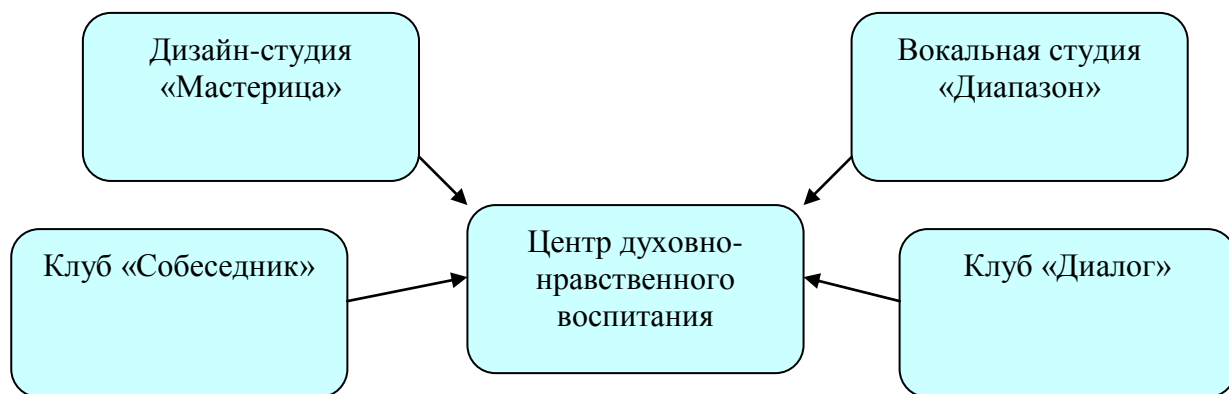 Дизайн-студия
«Мастерица»
Вокальная студия
«Диапазон»
Клуб «Собеседник»
Центр духовно-
нравственного
воспитания
Клуб «Диалог»